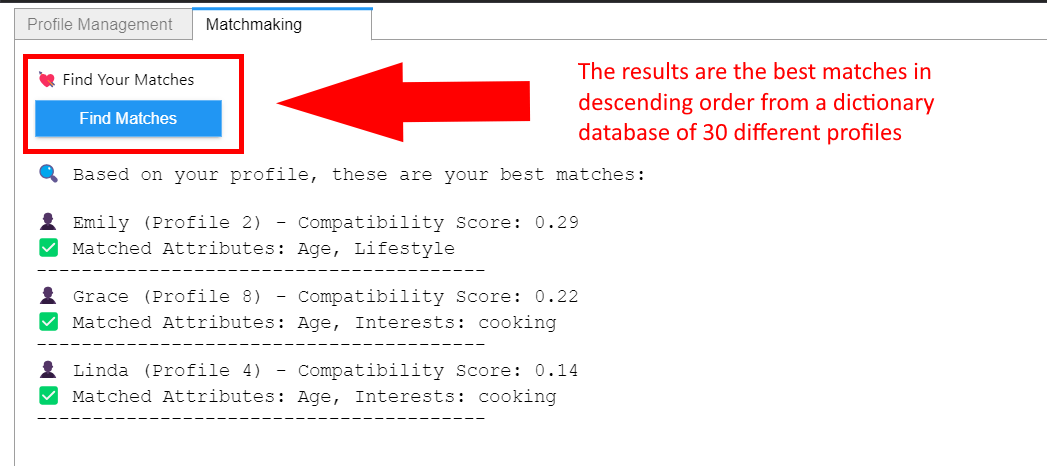 Profile Management
Matchmaking
💘 Find Your Matches
Find Matches
The results are the best matches in
descending order from a dictionary
database of 30 different profiles
🔍 Based on your profile, these are your best matches:
👤 Emily (Profile 2) - Compatibility Score: 0.29
✅ Matched Attributes: Age, Lifestyle
----------------------------------------
👤 Grace (Profile 8) - Compatibility Score: 0.22
✅ Matched Attributes: Age, Interests: cooking
----------------------------------------
👤 Linda (Profile 4) - Compatibility Score: 0.14
✅ Matched Attributes: Age, Interests: cooking
----------------------------------------